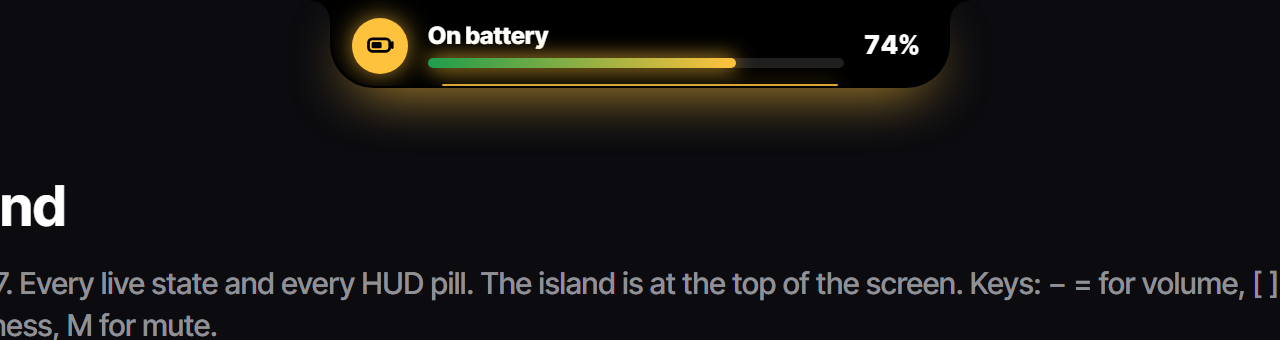 On battery
74%
nd
7. Every live state and every HUD pill. The island is at the top of the screen. Keys: − = for volume, [ ]
ness, M for mute.